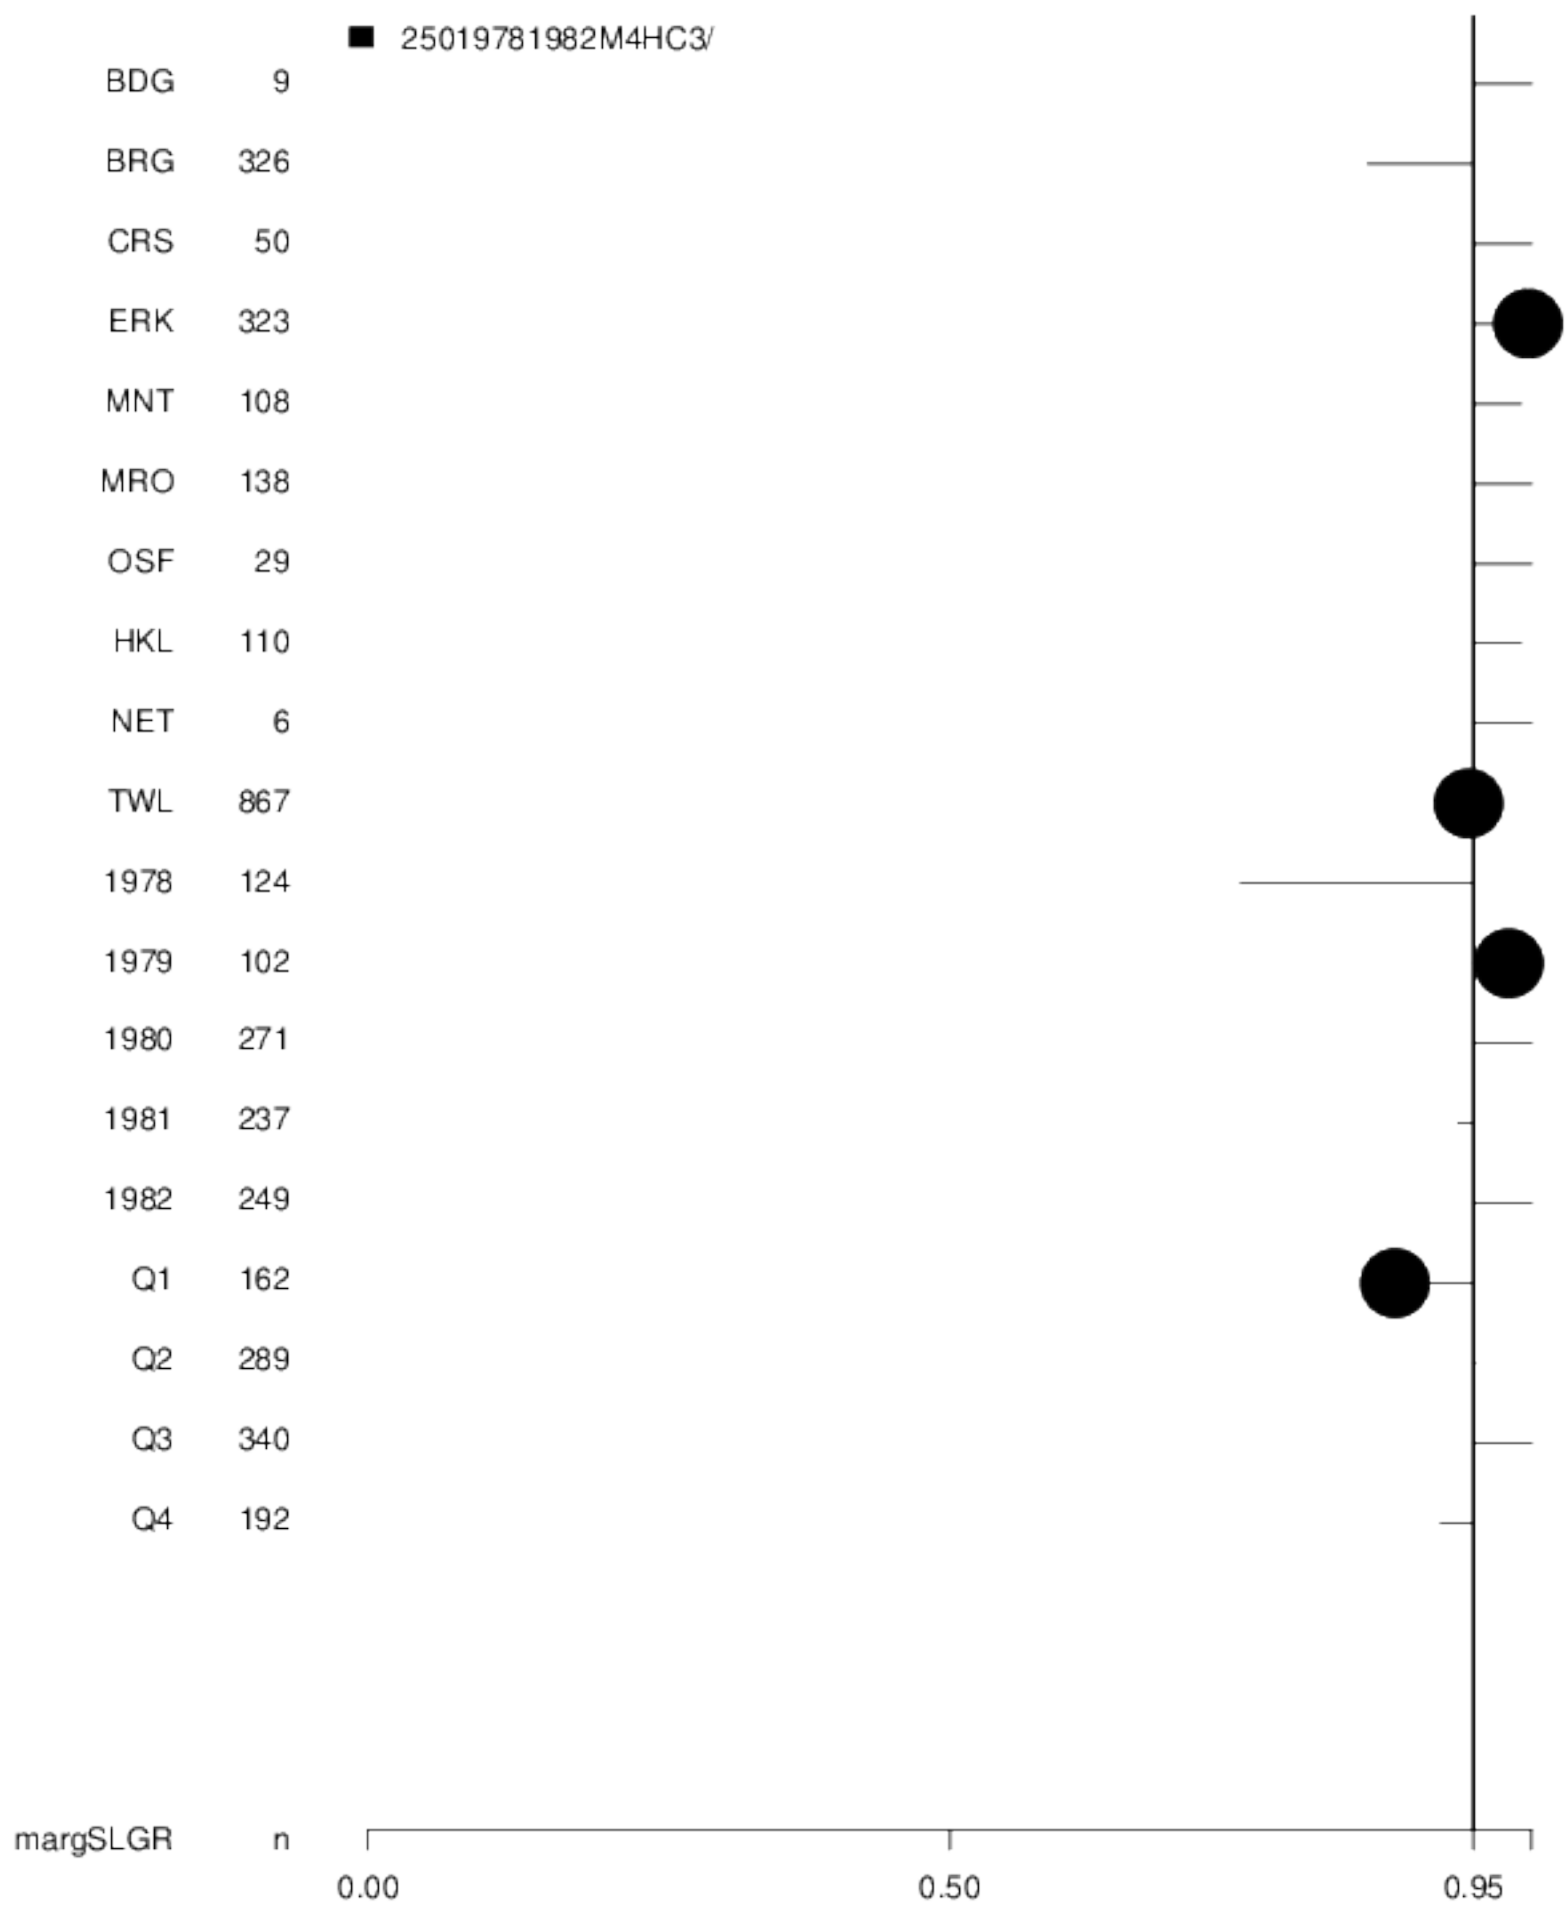 25019781982M4HC3/
BDG 9
BRG 326
CRS 50
ERK 323
MNT 108
MRO 138
OSF 29
HKL 110
NET 6
TWL 867
1978 124
1979 102
1980 271
1981 237
1982 249
Q1 162
Q2 289
Q3 340
Q4 192
margSLGR n
0.00 0.50 0.95